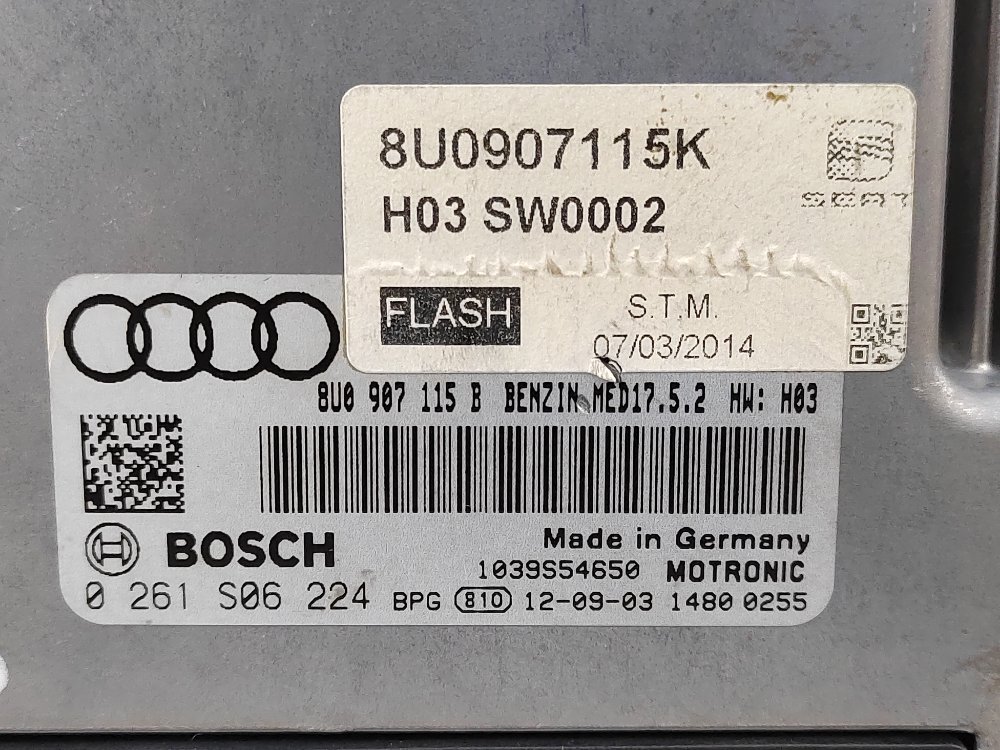 8U0907115K
SEAT
H03 SW0002
FLASH
S.T.M.
07/03/2014
8U0 907 115 B BENZIN MED17.5.2 HW: H03
BOSCH
Made in Germany
1039S54650 MOTRONIC
0 261 S06 224 BPG 810 12-09-03 1480 0255